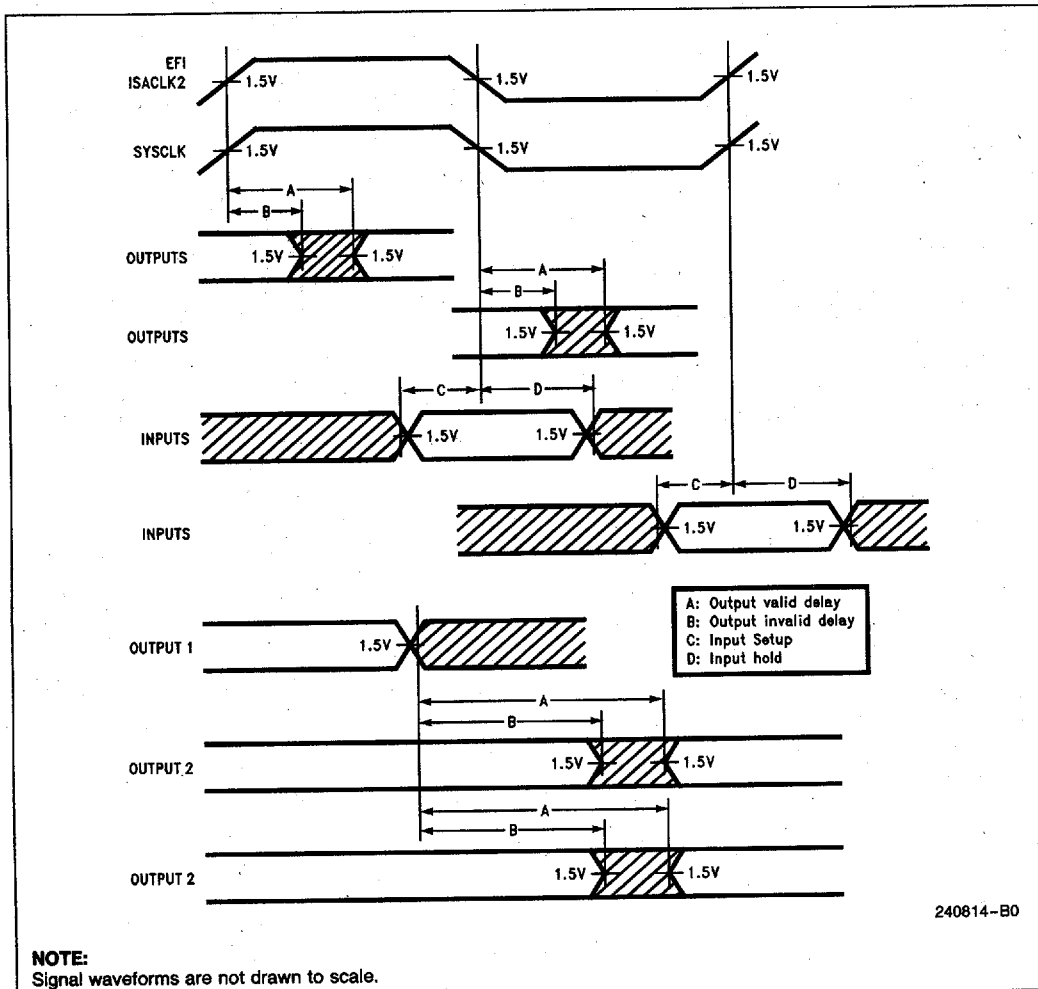 EFI
ISACLK2
1.5V 1.5V 1.5V
SYSCLK
1.5V 1.5V 1.5V
A
B
OUTPUTS
1.5V 1.5V
A
B
OUTPUTS
1.5V 1.5V
C D
INPUTS
1.5V 1.5V
C D
INPUTS
1.5V 1.5V
A: Output valid delay
B: Output invalid delay
C: Input Setup
D: Input hold
OUTPUT 1
1.5V
A
B
OUTPUT 2
1.5V 1.5V
A
B
OUTPUT 2
1.5V 1.5V
240814-B0
NOTE:
Signal waveforms are not drawn to scale.